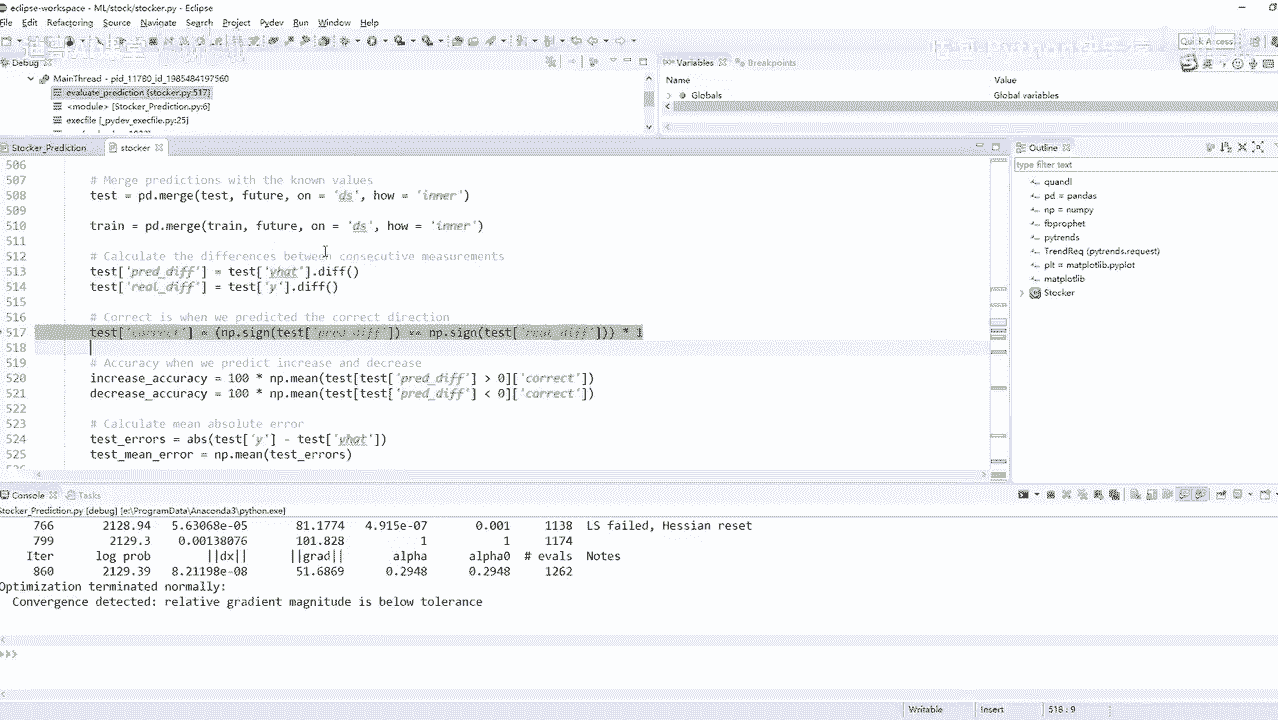 eclipse-workspace - ML/stock/stocker.py - Eclipse
File Edit Refactoring Source Navigate Search Project Pydev Run Window Help
Quick Access
Debug
MainThread - pid_11780_id_1985484197560
evaluate_prediction [stocker.py:517]
<module> [Stocker_Prediction.py:6]
execfile [_pydev_execfile.py:25]
Variables
Breakpoints
Name Value
Globals Global variables
Stocker_Prediction stocker
506
507 # Merge predictions with the known values
508 test = pd.merge(test, future, on = 'ds', how = 'inner')
509
510 train = pd.merge(train, future, on = 'ds', how = 'inner')
511
512 # Calculate the differences between consecutive measurements
513 test['pred_diff'] = test['yhat'].diff()
514 test['real_diff'] = test['y'].diff()
515
516 # Correct is when we predict the correct direction
517 test['correct'] = (np.sign(test['pred_diff']) == np.sign(test['real_diff'])) * 1
518
519 # Accuracy when we predict increase and decrease
520 increase_accuracy = 100 * np.mean(test[test['pred_diff'] > 0]['correct'])
521 decrease_accuracy = 100 * np.mean(test[test['pred_diff'] < 0]['correct'])
522
523 # Calculate mean absolute error
524 test_errors = abs(test['y'] - test['yhat'])
525 test_mean_error = np.mean(test_errors)
Outline
type filter text
quandl
pd = pandas
np = numpy
fbprophet
pytrends
TrendReq (pytrends.request)
plt = matplotlib.pyplot
matplotlib
Stocker
Console Tasks
Stocker_Prediction.py [debug] [e:\ProgramData\Anaconda3\python.exe]
766 2128.94 5.63068e-05 81.1774 4.915e-07 0.001 1138 LS failed, Hessian reset
799 2129.3 0.00138076 101.828 1 1 1174
Iter log prob ||dx|| ||grad|| alpha alpha0 # evals Notes
860 2129.39 8.21198e-08 51.6869 0.2948 0.2948 1262
Optimization terminated normally:
Convergence detected: relative gradient magnitude is below tolerance
>>>
Writable Insert 518 : 9